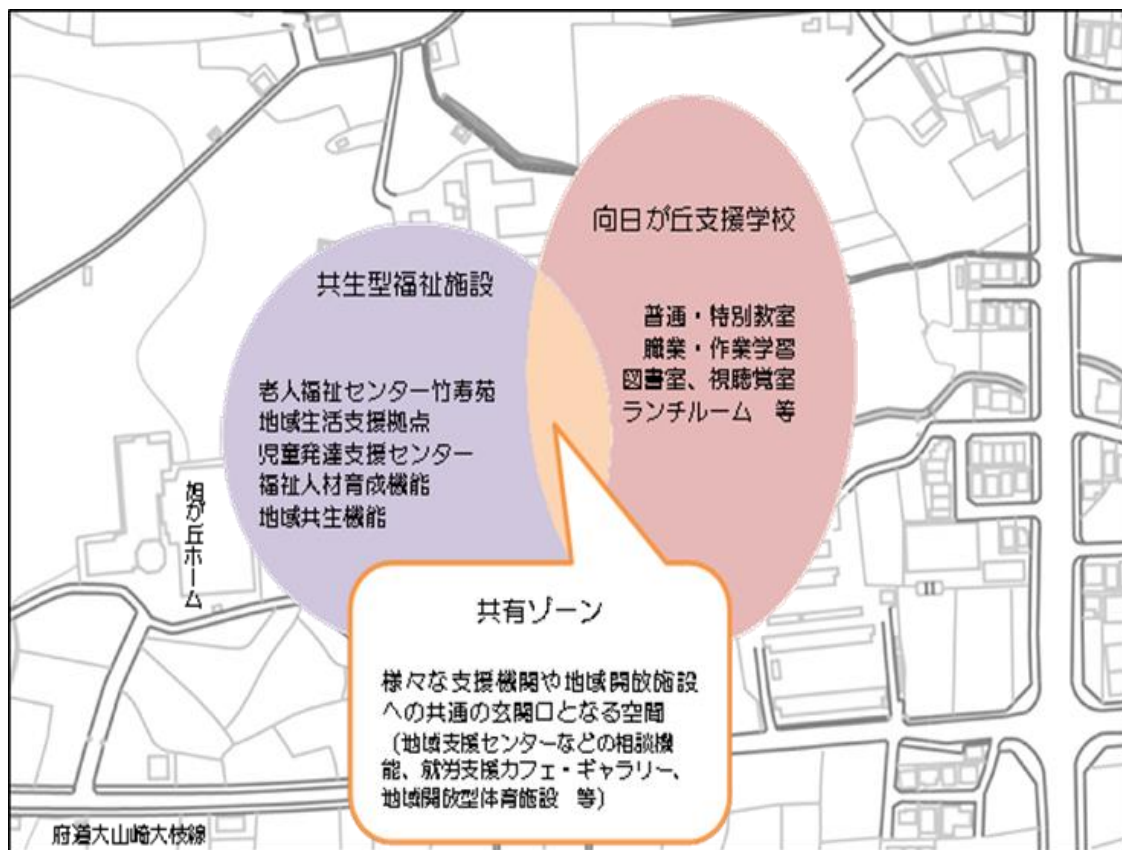 向日が丘支援学校
普通・特別教室
職業・作業学習
図書室、視聴覚室
ランチルーム 等
共生型福祉施設
老人福祉センター竹寿苑
地域生活支援拠点
児童発達支援センター
福祉人材育成機能
地域共生機能
旭が丘ホーム
共有ゾーン
様々な支援機関や地域開放施設
への共通の玄関口となる空間
（地域支援センターなどの相談機
能、就労支援カフェ・ギャラリー、
地域開放型体育施設 等）
府道大山崎大枝線